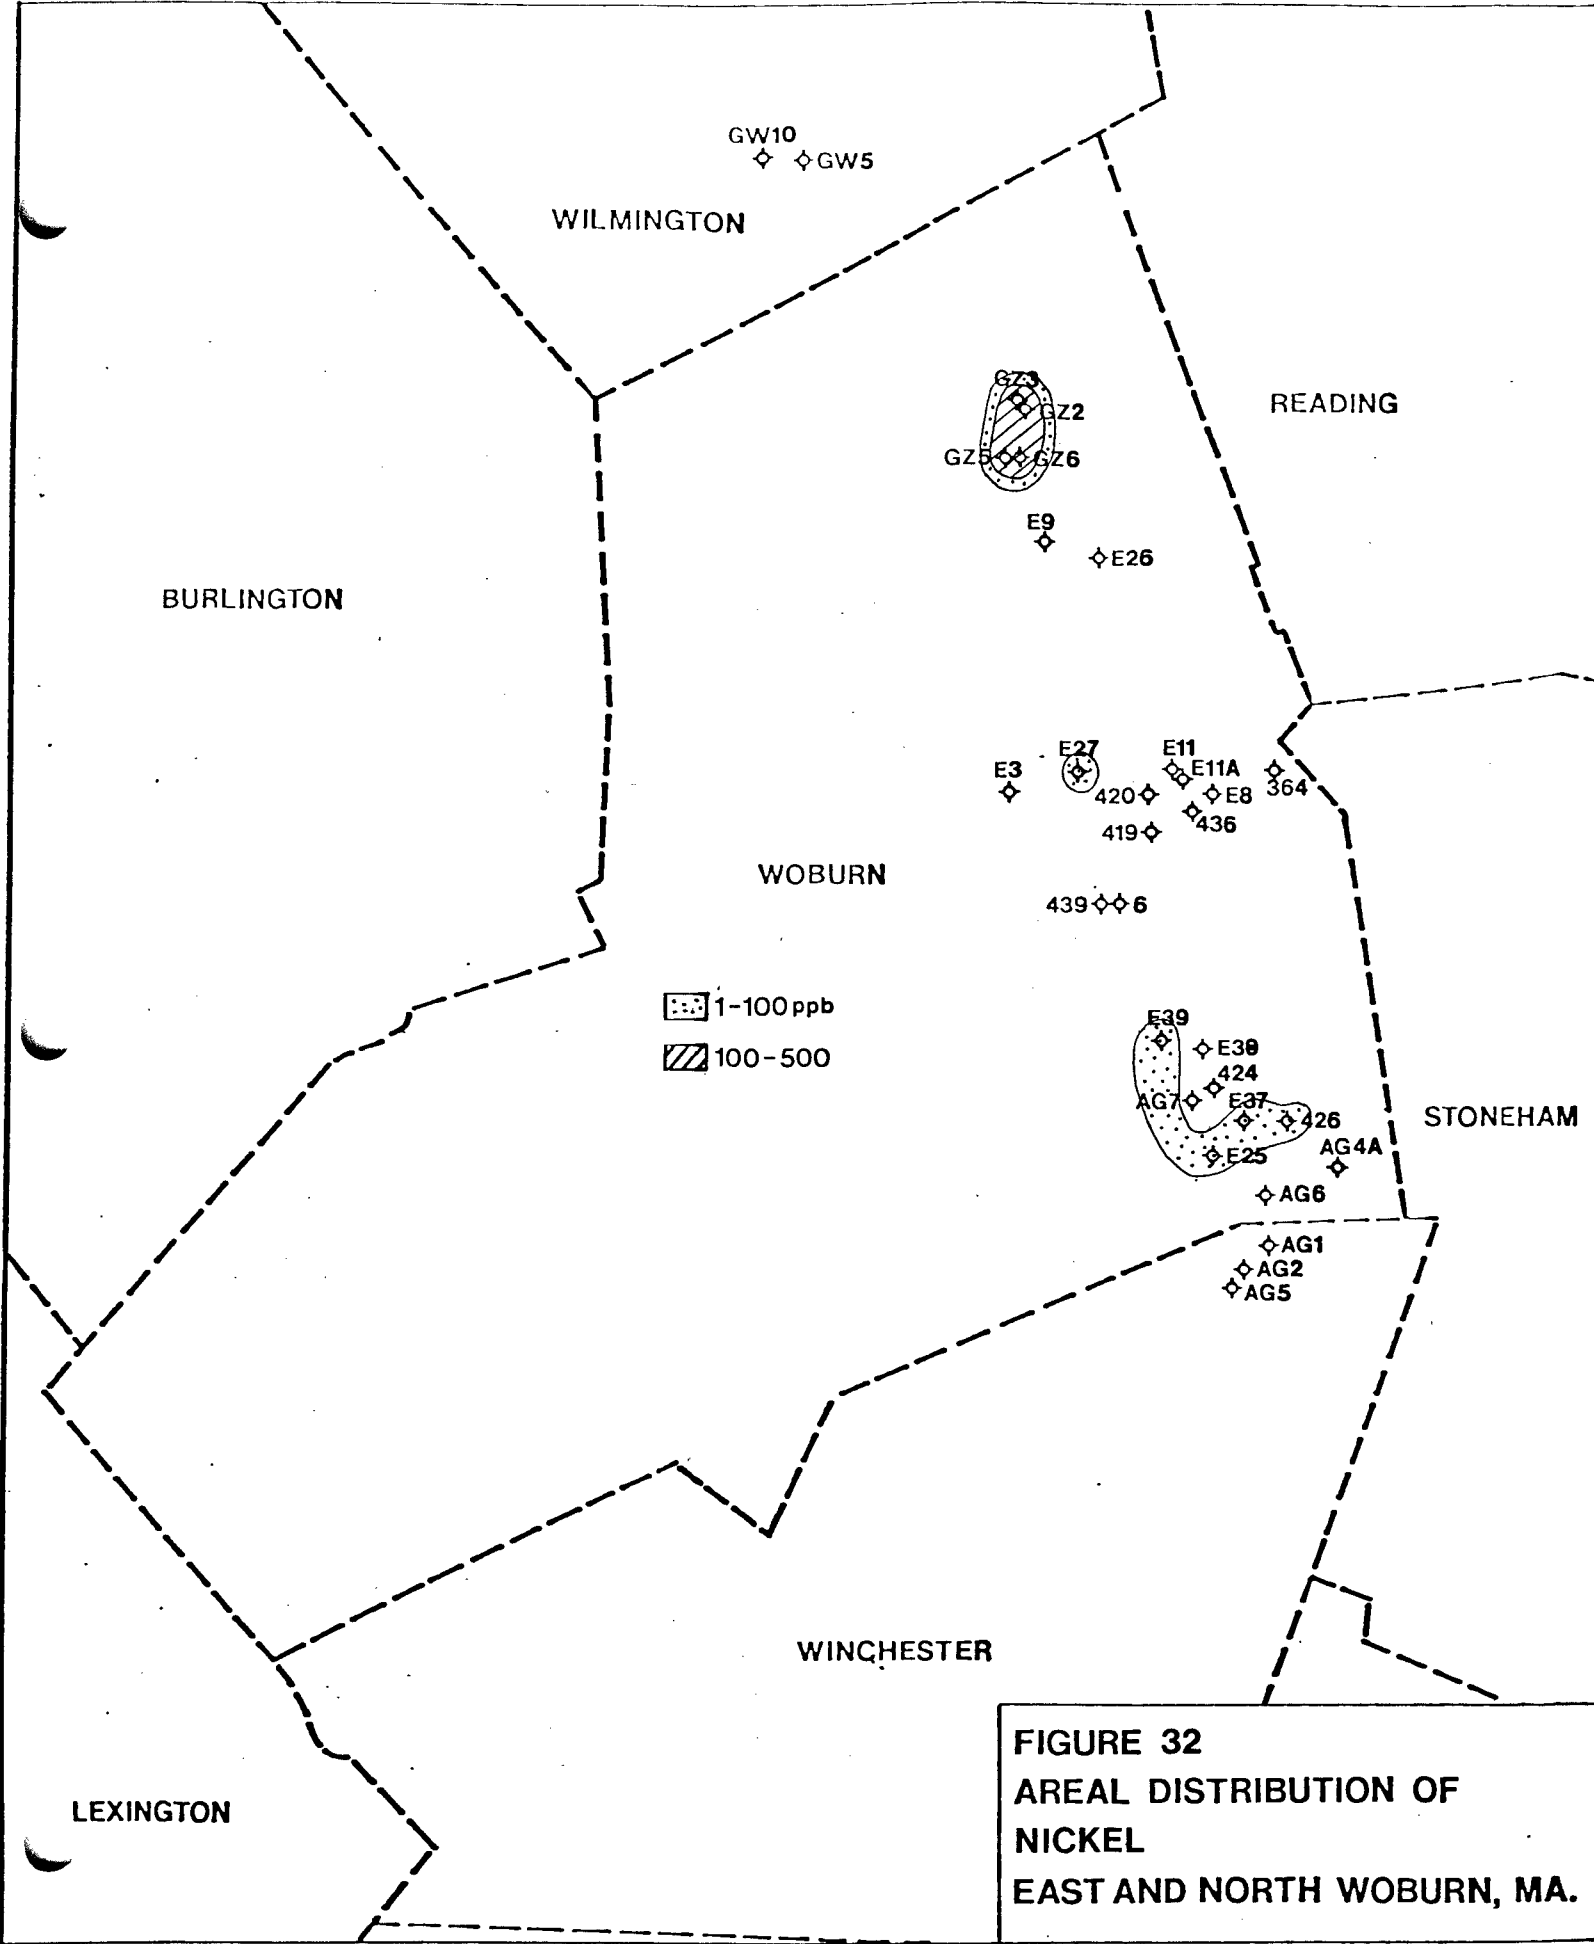 GW10
GW5
WILMINGTON
GZ3
READING
GZ2
GZ5
GZ6
E9
E26
BURLINGTON
E27
E11
E3
E11A
364
420
E8
436
419
WOBURN
439
6
1-100 ppb
E39
E38
100-500
424
AG7
E37
426
STONEHAM
AG4A
E25
AG6
AG1
AG2
AG5
WINCHESTER
LEXINGTON
FIGURE 32
AREAL DISTRIBUTION OF
NICKEL
EAST AND NORTH WOBURN, MA.